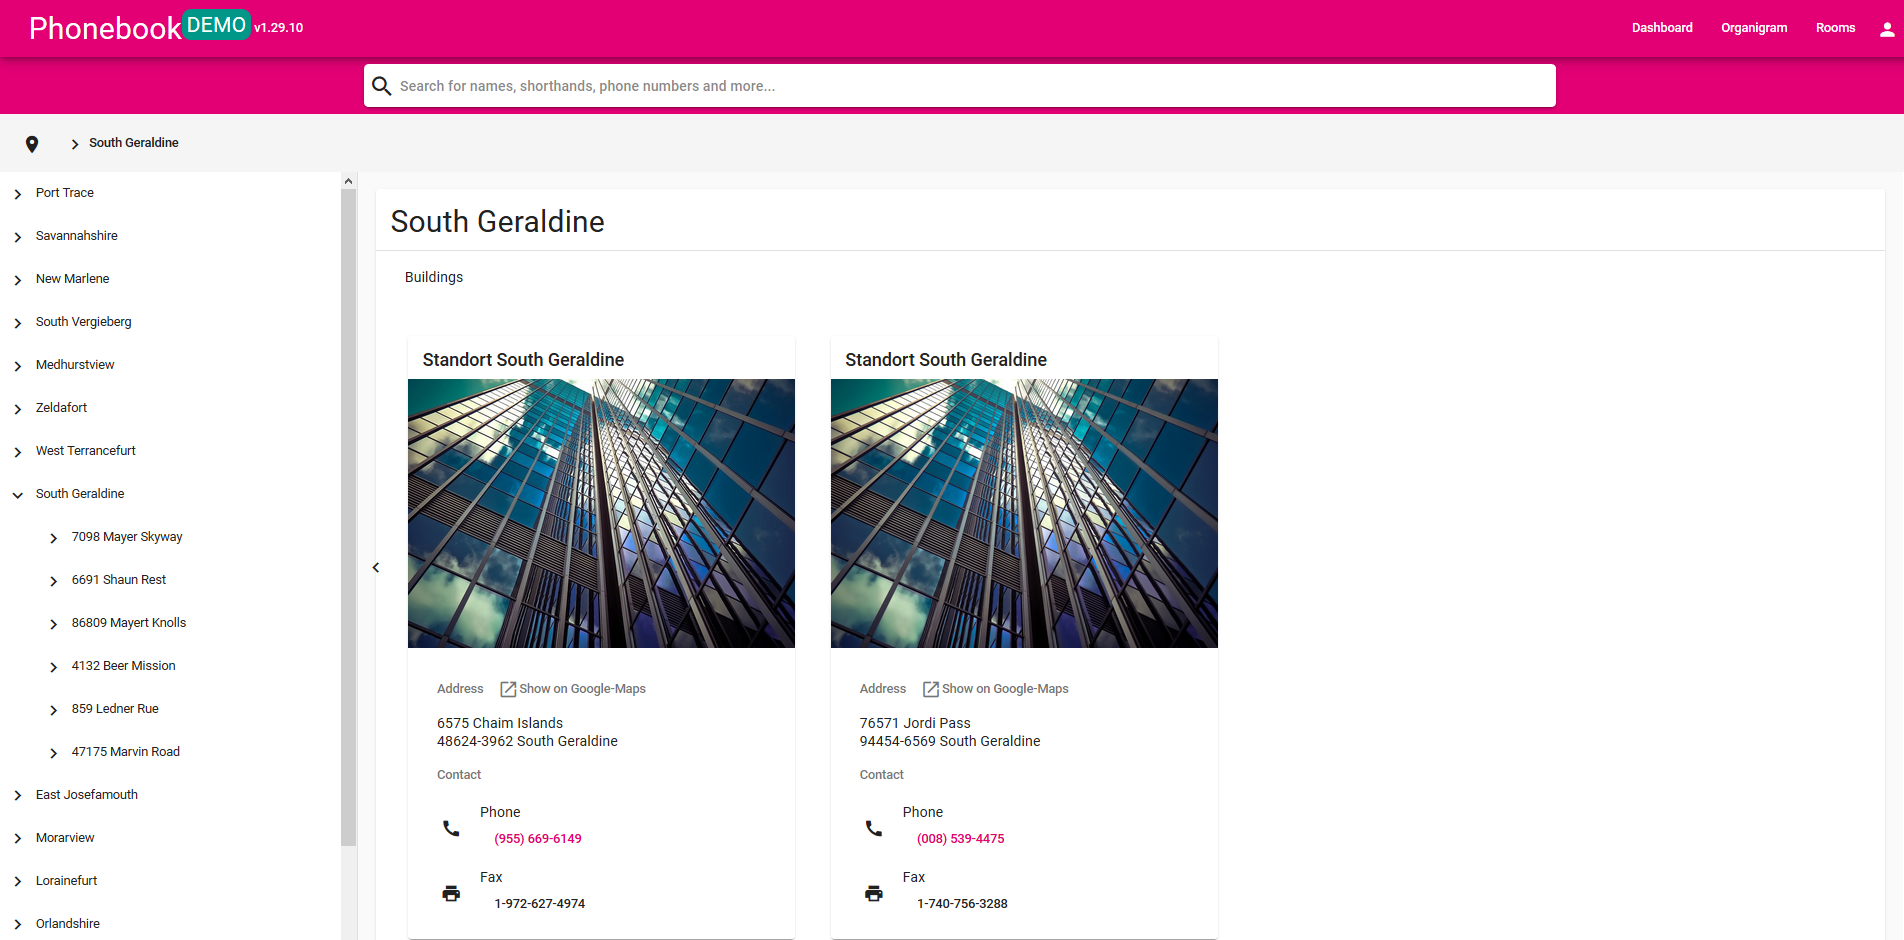 Phonebook DEMO v1.29.10
Dashboard
Organigram
Rooms
Search for names, shorthands, phone numbers and more...
South Geraldine
Port Trace
Savannahshire
New Marlene
South Vergieberg
Medhurstview
Zeldafort
West Terrancefurt
South Geraldine
7098 Mayer Skyway
6691 Shaun Rest
86809 Mayert Knolls
4132 Beer Mission
859 Ledner Rue
47175 Marvin Road
East Josefamouth
Morarview
Lorainefurt
Orlandshire
South Geraldine
Buildings
Standort South Geraldine
Address
Show on Google-Maps
6575 Chaim Islands
48624-3962 South Geraldine
Contact
Phone
(955) 669-6149
Fax
1-972-627-4974
Standort South Geraldine
Address
Show on Google-Maps
76571 Jordi Pass
94454-6569 South Geraldine
Contact
Phone
(008) 539-4475
Fax
1-740-756-3288